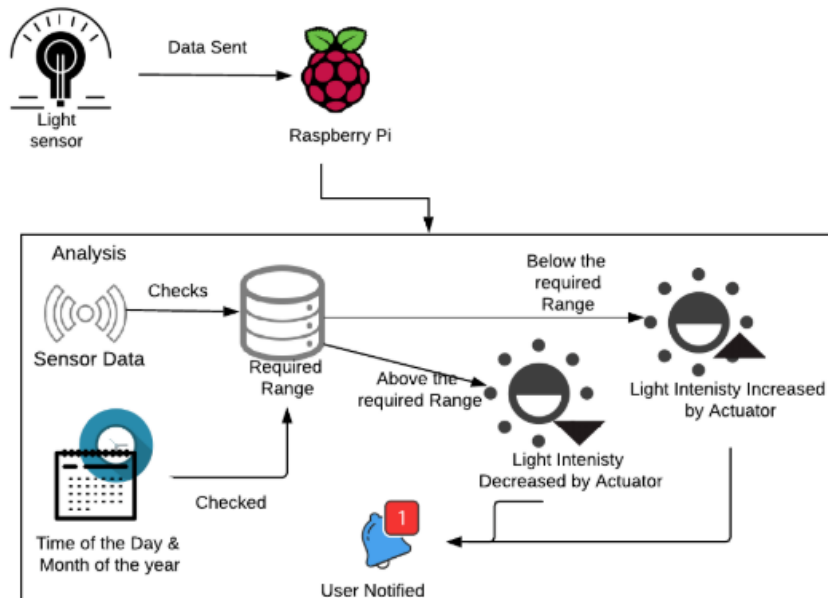 Data Sent
Light
sensor
Raspberry Pi
Analysis
Checks
Sensor Data
Required
Range
Below the
required
Range
Above the
required Range
Light Intenisty Increased
by Actuator
Light Intenisty
Decreased by Actuator
Checked
Time of the Day &
Month of the year
1
User Notified